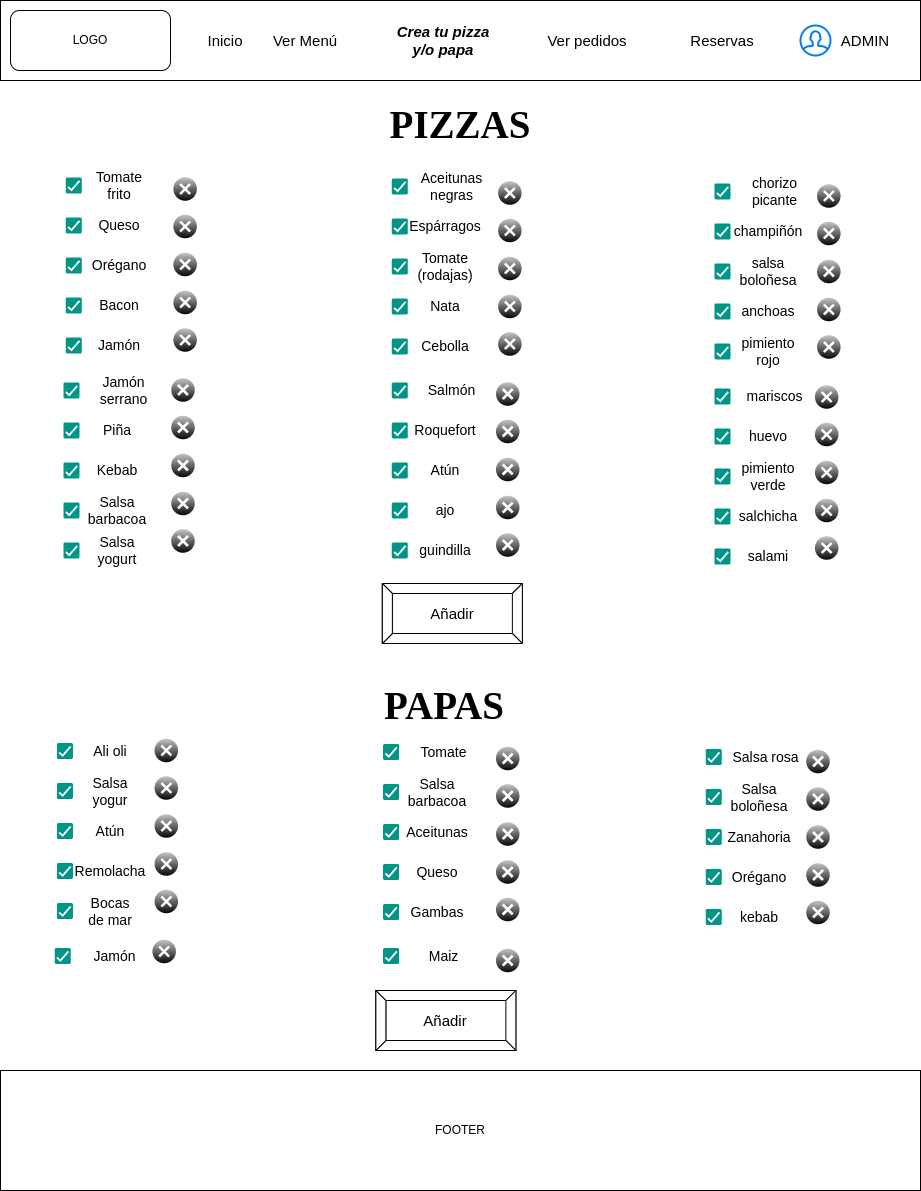 LOGO
Inicio
Ver Menú
Crea tu pizza
y/o papa
Ver pedidos
Reservas
ADMIN
PIZZAS
Tomate
frito
Queso
Orégano
Bacon
Jamón
Jamón
serrano
Piña
Kebab
Salsa
barbacoa
Salsa
yogurt
Aceitunas
negras
Espárragos
Tomate
(rodajas)
Nata
Cebolla
Salmón
Roquefort
Atún
ajo
guindilla
chorizo
picante
champiñón
salsa
boloñesa
anchoas
pimiento
rojo
mariscos
huevo
pimiento
verde
salchicha
salami
Añadir
PAPAS
Ali oli
Salsa
yogur
Atún
Remolacha
Bocas
de mar
Jamón
Tomate
Salsa
barbacoa
Aceitunas
Queso
Gambas
Maiz
Salsa rosa
Salsa
boloñesa
Zanahoria
Orégano
kebab
Añadir
FOOTER